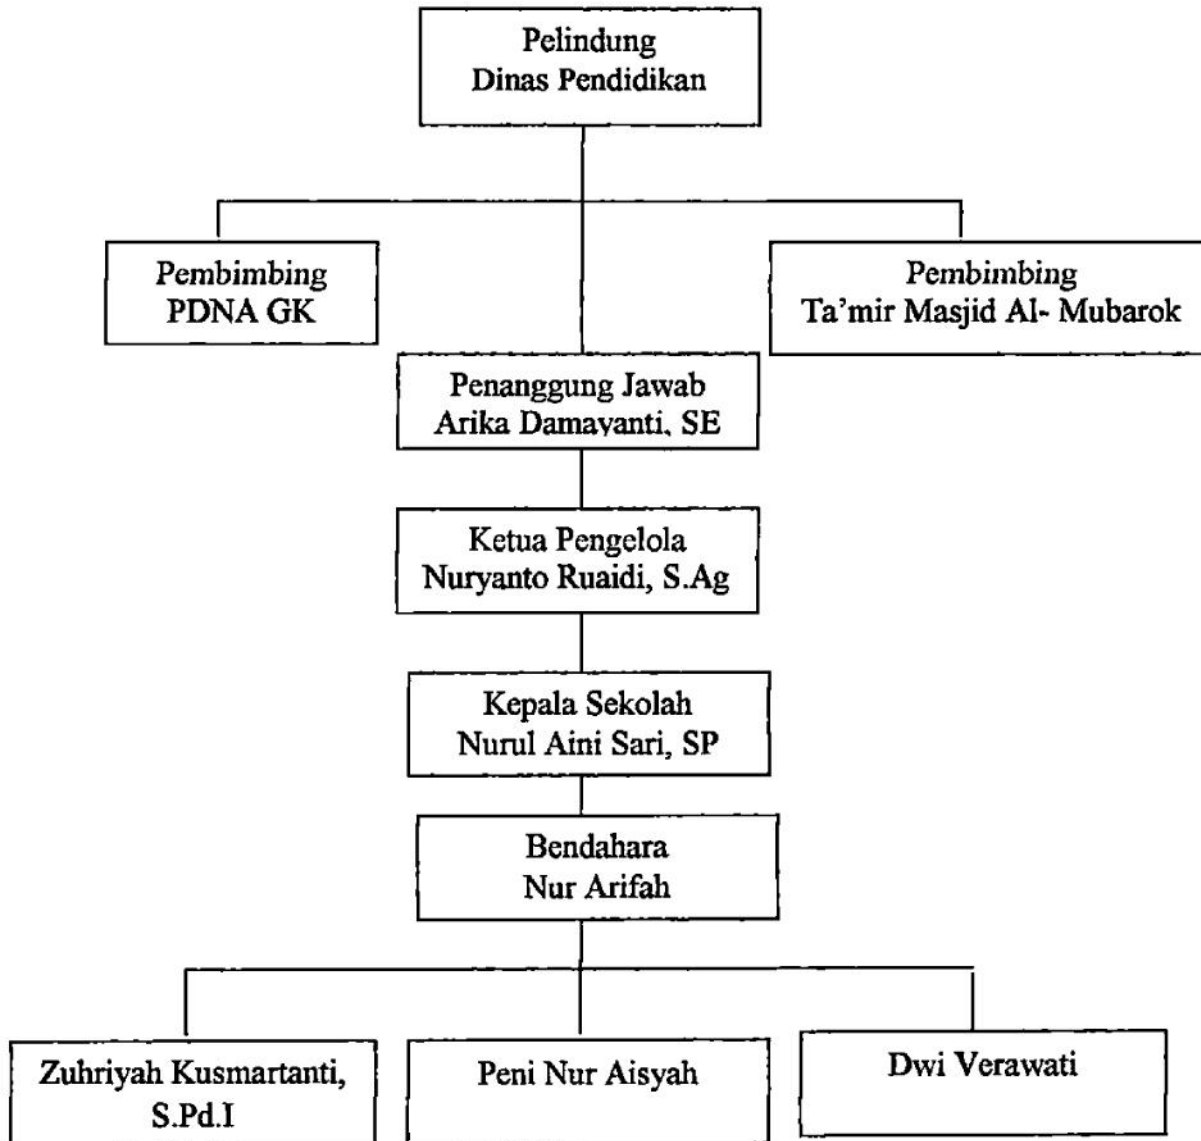 Pelindung
Dinas Pendidikan
Pembimbing
PDNA GK
Pembimbing
Ta'mir Masjid Al- Mubarok
Penanggung Jawab
Arika Damayanti, SE
Ketua Pengelola
Nuryanto Ruaidi, S.Ag
Kepala Sekolah
Nurul Aini Sari, SP
Bendahara
Nur Arifah
Zuhriyah Kusmartanti,
S.Pd.I
Peni Nur Aisyah
Dwi Verawati